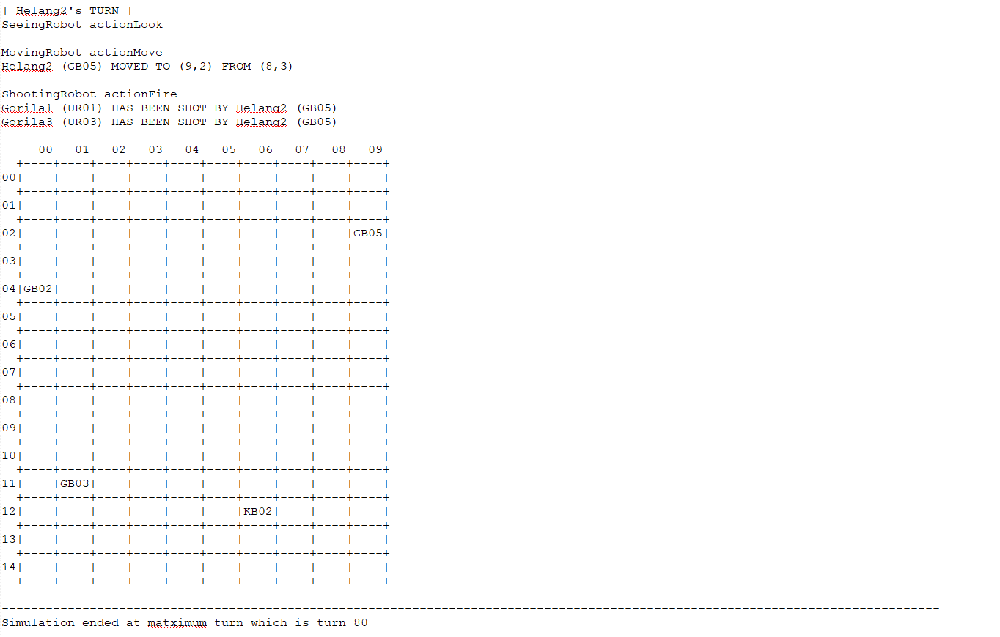 | Helang2's TURN |
SeeingRobot actionLook

MovingRobot actionMove
Helang2 (GB05) MOVED TO (9,2) FROM (8,3)

ShootingRobot actionFire
Gorila1 (UR01) HAS BEEN SHOT BY Helang2 (GB05)
Gorila3 (UR03) HAS BEEN SHOT BY Helang2 (GB05)

     00   01   02   03   04   05   06   07   08   09
  +----+----+----+----+----+----+----+----+----+----+
00|    |    |    |    |    |    |    |    |    |    |
  +----+----+----+----+----+----+----+----+----+----+
01|    |    |    |    |    |    |    |    |    |    |
  +----+----+----+----+----+----+----+----+----+----+
02|    |    |    |    |    |    |    |    |    |GB05|
  +----+----+----+----+----+----+----+----+----+----+
03|    |    |    |    |    |    |    |    |    |    |
  +----+----+----+----+----+----+----+----+----+----+
04|GB02|    |    |    |    |    |    |    |    |    |
  +----+----+----+----+----+----+----+----+----+----+
05|    |    |    |    |    |    |    |    |    |    |
  +----+----+----+----+----+----+----+----+----+----+
06|    |    |    |    |    |    |    |    |    |    |
  +----+----+----+----+----+----+----+----+----+----+
07|    |    |    |    |    |    |    |    |    |    |
  +----+----+----+----+----+----+----+----+----+----+
08|    |    |    |    |    |    |    |    |    |    |
  +----+----+----+----+----+----+----+----+----+----+
09|    |    |    |    |    |    |    |    |    |    |
  +----+----+----+----+----+----+----+----+----+----+
10|    |    |    |    |    |    |    |    |    |    |
  +----+----+----+----+----+----+----+----+----+----+
11|    |GB03|    |    |    |    |    |    |    |    |
  +----+----+----+----+----+----+----+----+----+----+
12|    |    |    |    |    |    |KB02|    |    |    |
  +----+----+----+----+----+----+----+----+----+----+
13|    |    |    |    |    |    |    |    |    |    |
  +----+----+----+----+----+----+----+----+----+----+
14|    |    |    |    |    |    |    |    |    |    |
  +----+----+----+----+----+----+----+----+----+----+

--------------------------------------------------------------------------------------------------------------------------------
Simulation ended at matximum turn which is turn 80